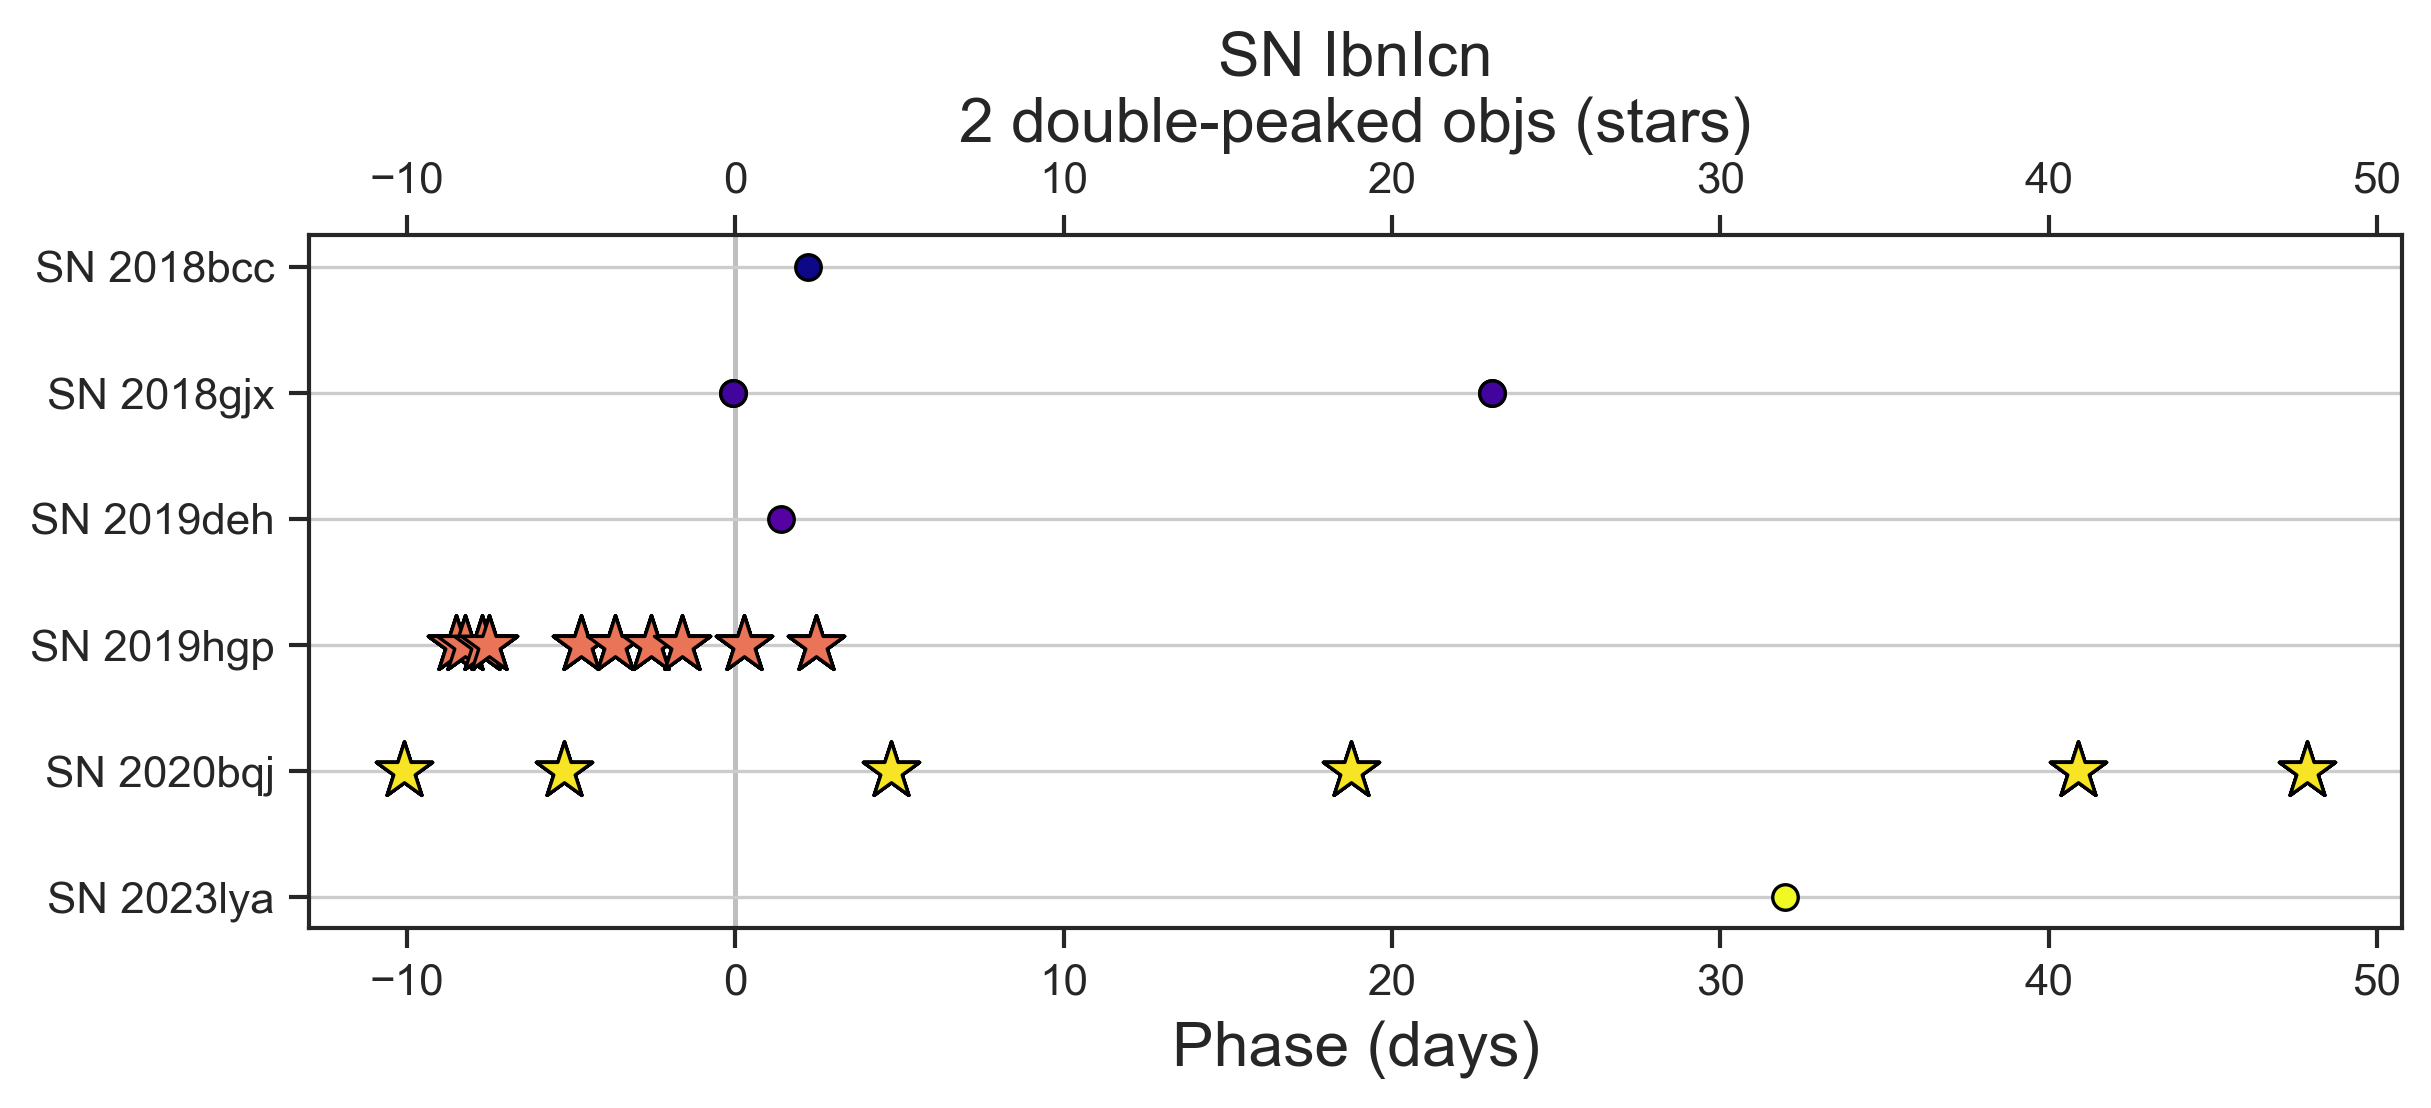 SN IbnIcn
2 double-peaked objs (stars)
−10 0 10 20 30 40 50
SN 2018bcc
SN 2018gjx
SN 2019deh
SN 2019hgp
SN 2020bqj
SN 2023lya
−10 0 10 20 30 40 50
Phase (days)